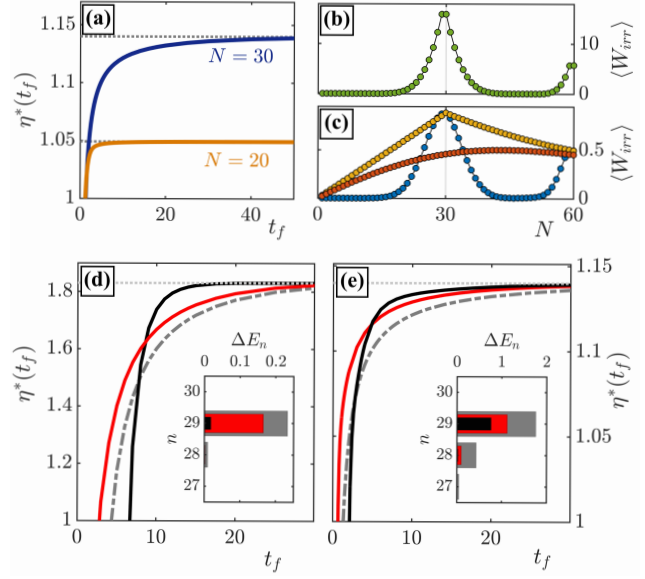 (a)
1.15
1.1
1.05
1
η*(t_f)
N = 30
N = 20
0
20
40
t_f
(b)
10
0
⟨W_irr⟩
(c)
0.5
0
⟨W_irr⟩
0
30
60
N
(d)
1.8
1.6
1.4
1.2
1
η*(t_f)
0
10
20
t_f
ΔE_n
0
0.1
0.2
30
29
28
27
n
(e)
1.15
1.1
1.05
1
η*(t_f)
0
10
20
t_f
ΔE_n
0
1
2
30
29
28
27
n